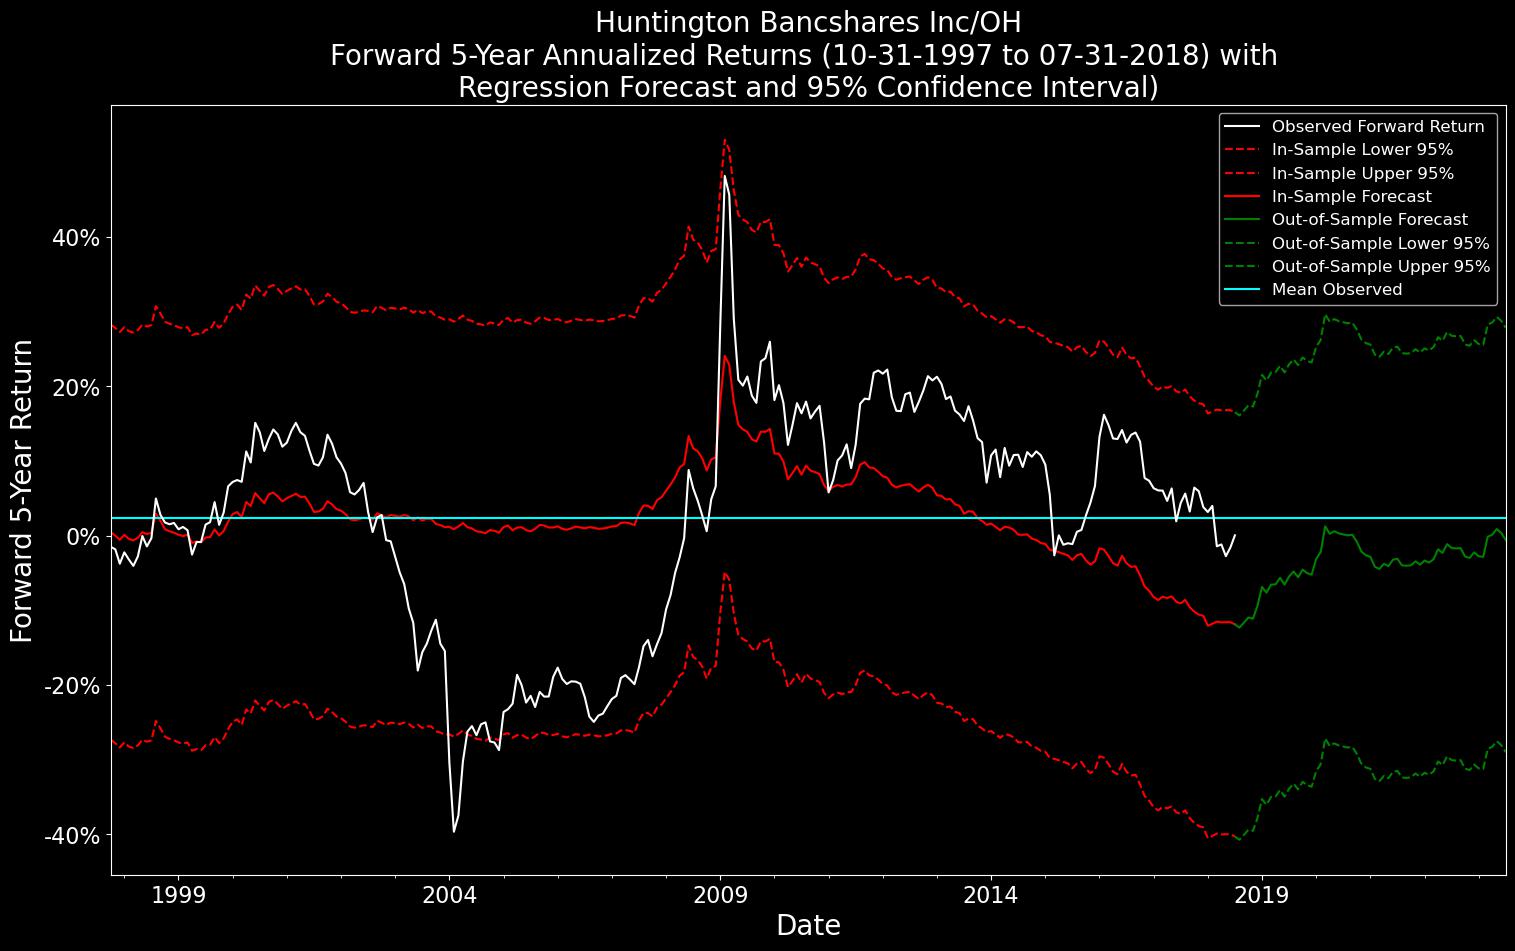 Huntington Bancshares Inc/OH
Forward 5-Year Annualized Returns (10-31-1997 to 07-31-2018) with
Regression Forecast and 95% Confidence Interval)
Observed Forward Return
In-Sample Lower 95%
In-Sample Upper 95%
In-Sample Forecast
Out-of-Sample Forecast
Out-of-Sample Lower 95%
Out-of-Sample Upper 95%
Mean Observed
Forward 5-Year Return
40%
20%
0%
-20%
-40%
1999
2004
2009
2014
2019
Date